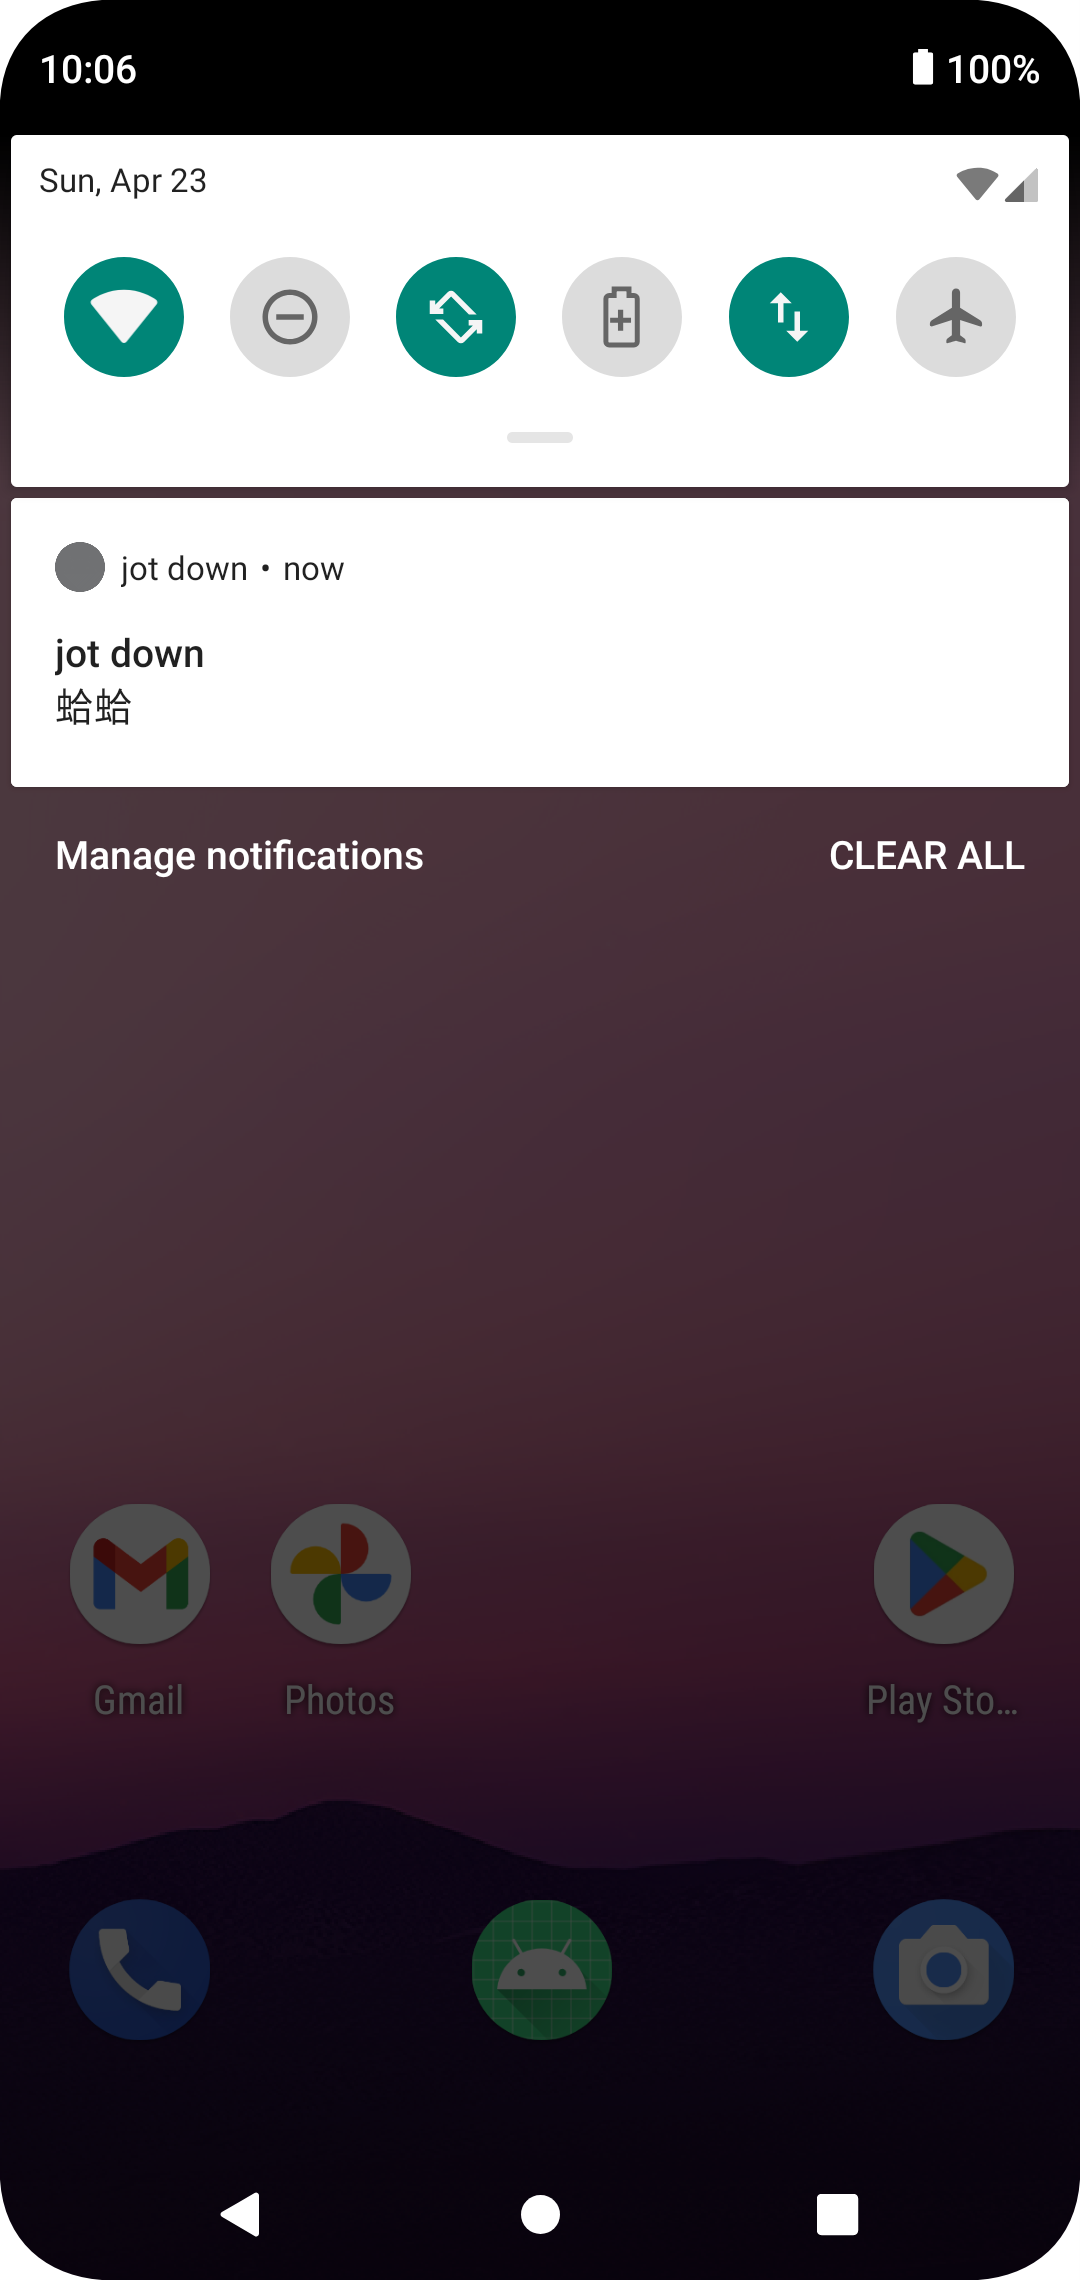 10:06
100%
Sun, Apr 23
jot down • now
jot down
蛤蛤
Manage notifications
CLEAR ALL
Gmail
Photos
Play Sto…